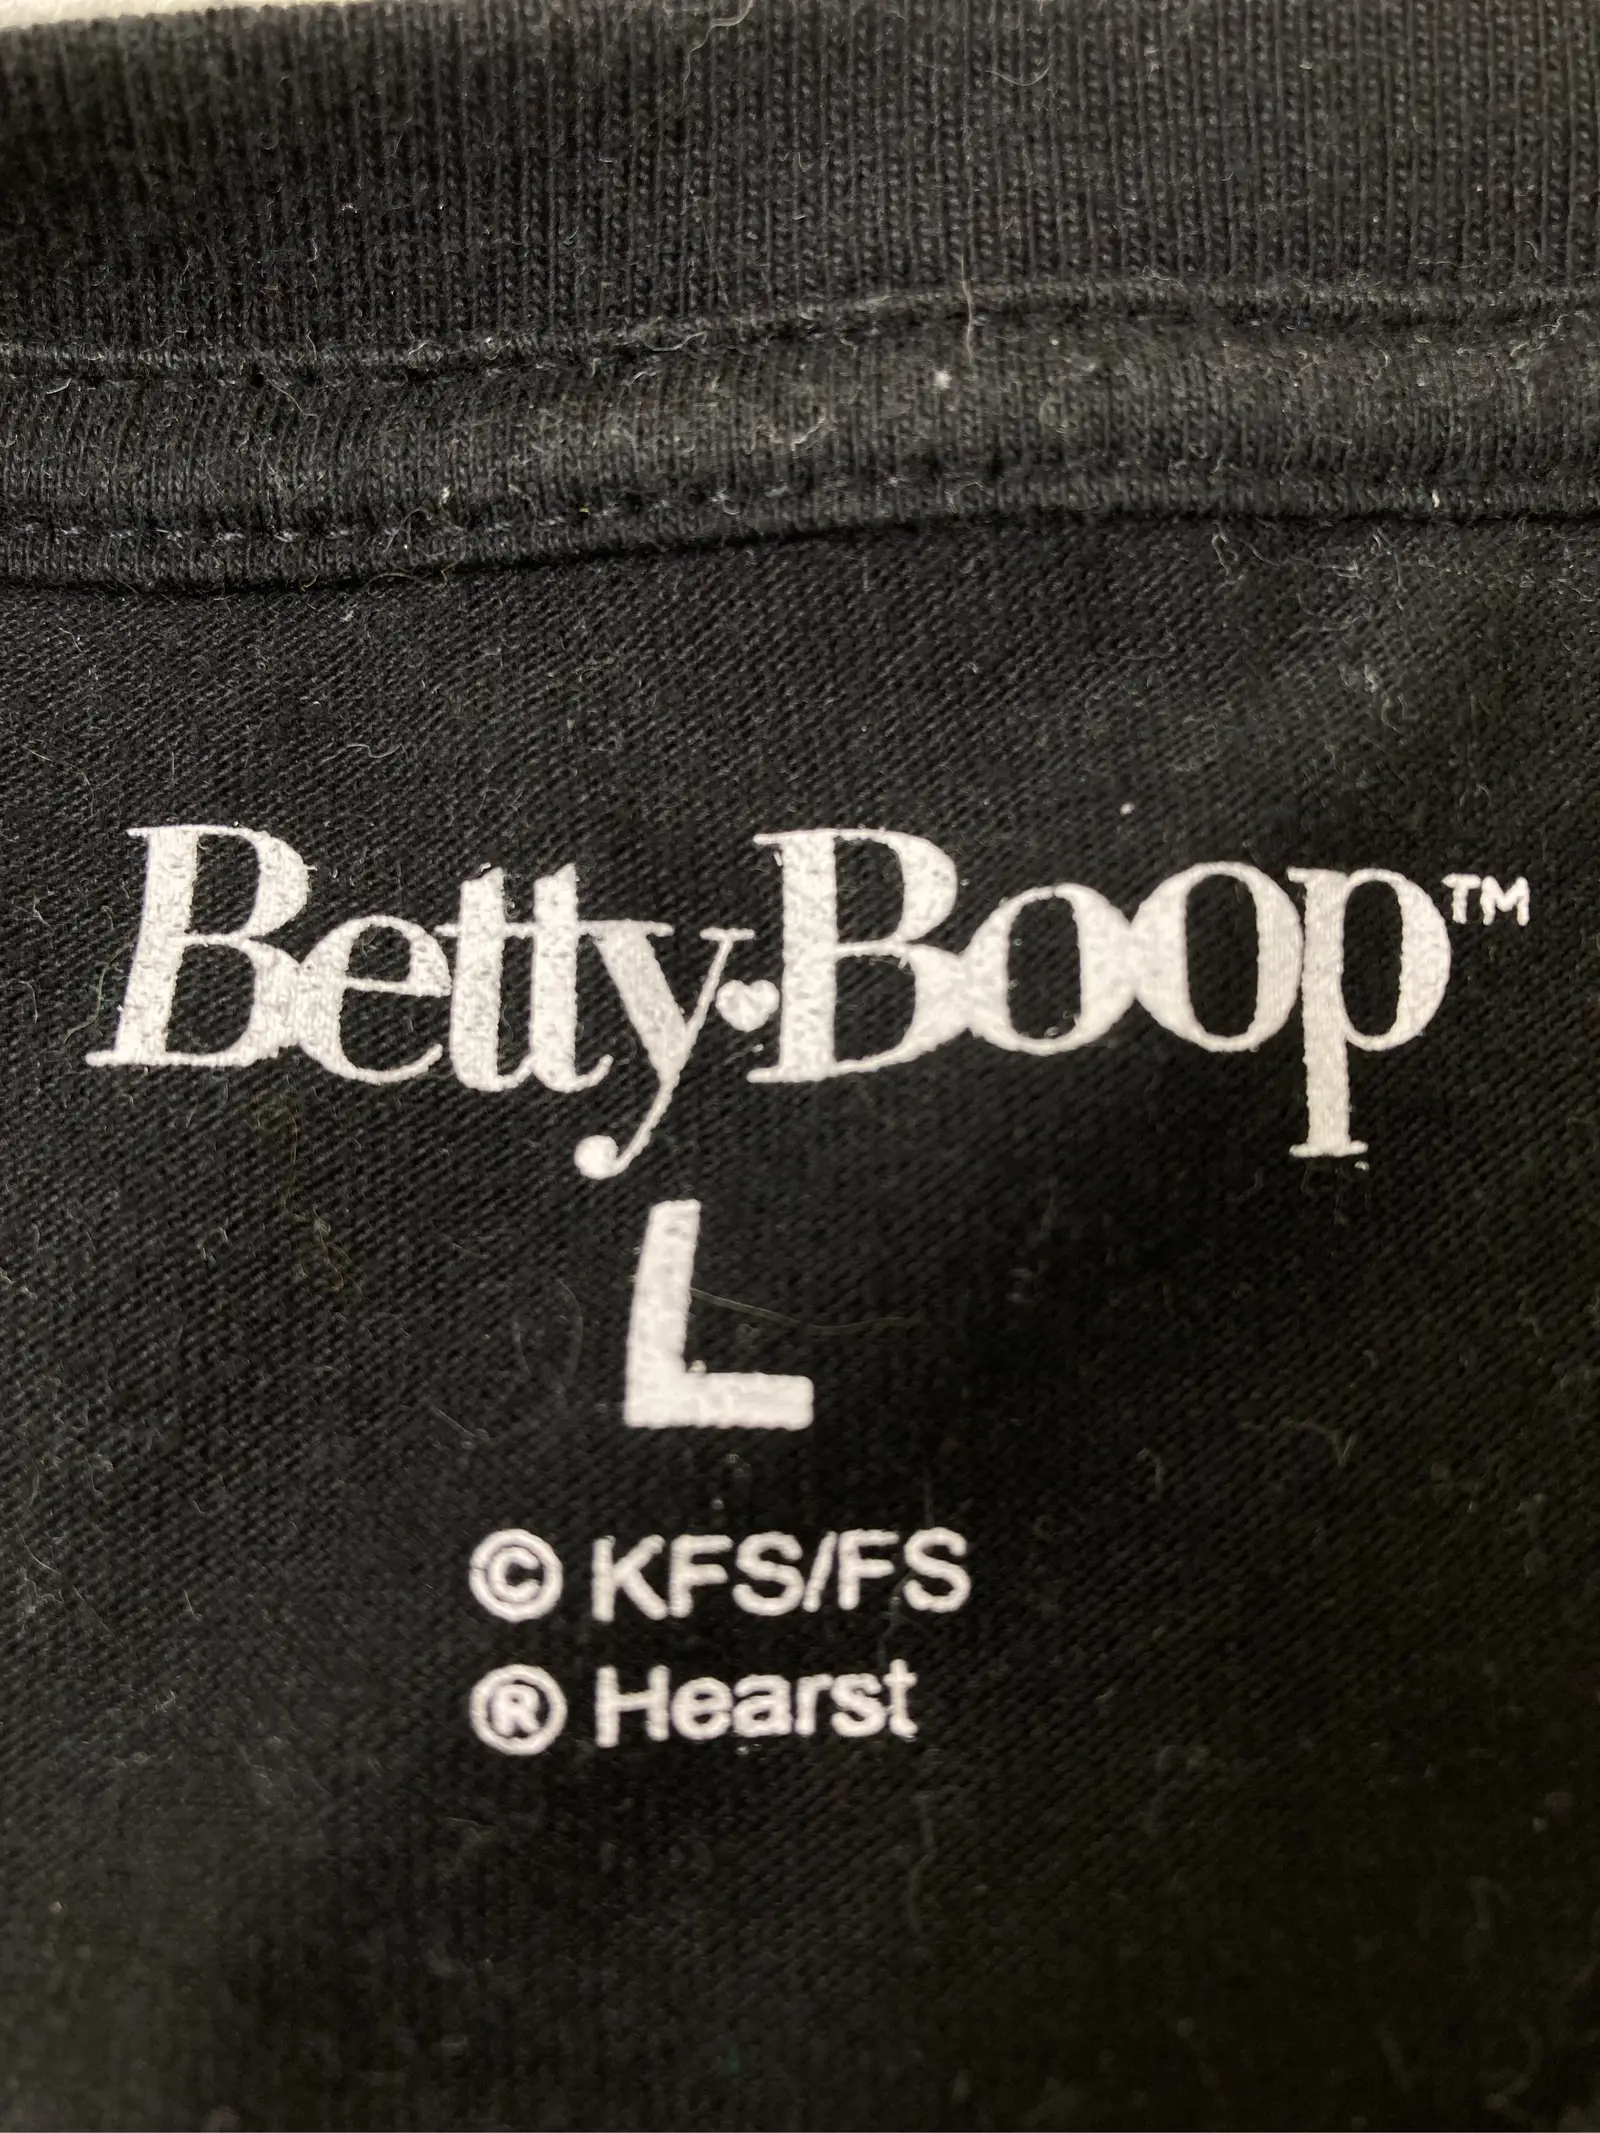 Betty♥Boop™
L
© KFS/FS
® Hearst